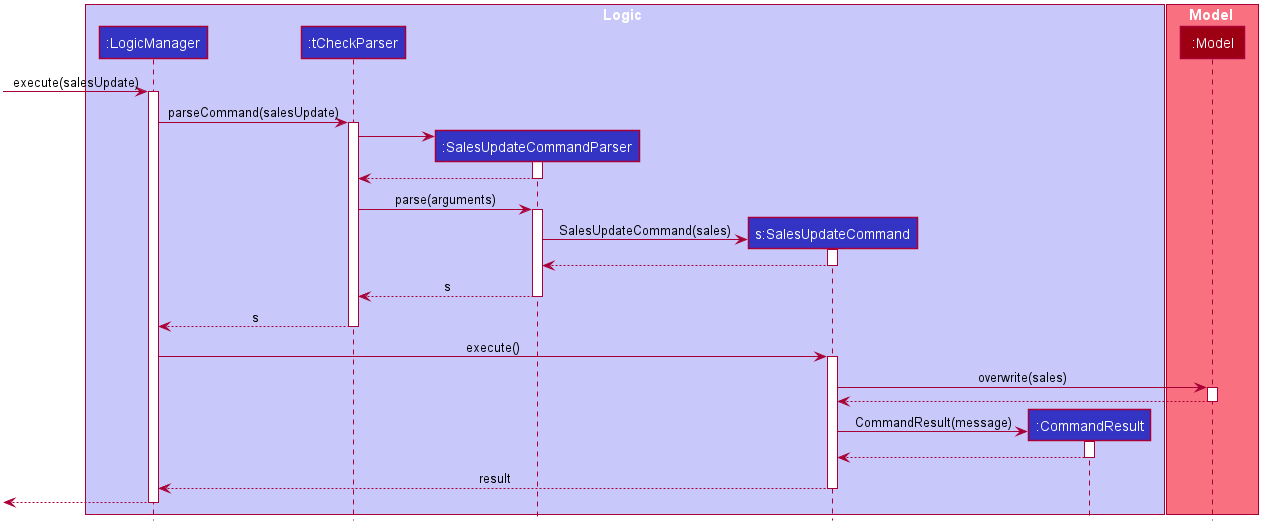 Logic
Model
:LogicManager
:tCheckParser
:Model
execute(salesUpdate)
parseCommand(salesUpdate)
:SalesUpdateCommandParser
parse(arguments)
SalesUpdateCommand(sales)
s:SalesUpdateCommand
s
s
execute()
overwrite(sales)
CommandResult(message)
:CommandResult
result